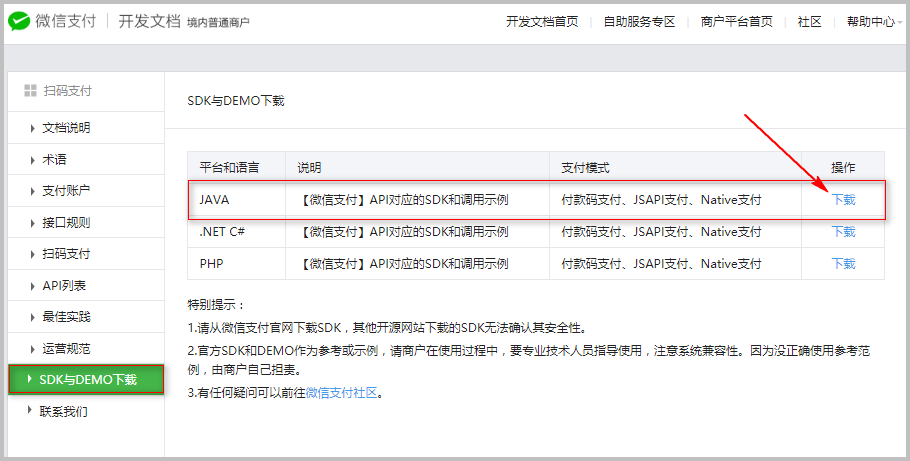 微信支付 开发文档 境内普通商户 开发文档首页 自助服务专区 商户平台首页 社区 帮助中心
扫码支付
文档说明
术语
支付账户
接口规则
扫码支付
API列表
最佳实践
运营规范
SDK与DEMO下载
联系我们
SDK与DEMO下载
平台和语言 说明 支付模式 操作
JAVA 【微信支付】API对应的SDK和调用示例 付款码支付、JSAPI支付、Native支付 下载
.NET C# 【微信支付】API对应的SDK和调用示例 付款码支付、JSAPI支付、Native支付 下载
PHP 【微信支付】API对应的SDK和调用示例 付款码支付、JSAPI支付、Native支付 下载
特别提示：
1.请从微信支付官网下载SDK，其他开源网站下载的SDK无法确认其安全性。
2.官方SDK和DEMO作为参考或示例，请商户在使用过程中，要专业技术人员指导使用，注意系统兼容性。因为没正确使用参考范
例，由商户自己担责。
3.有任何疑问可以前往微信支付社区。